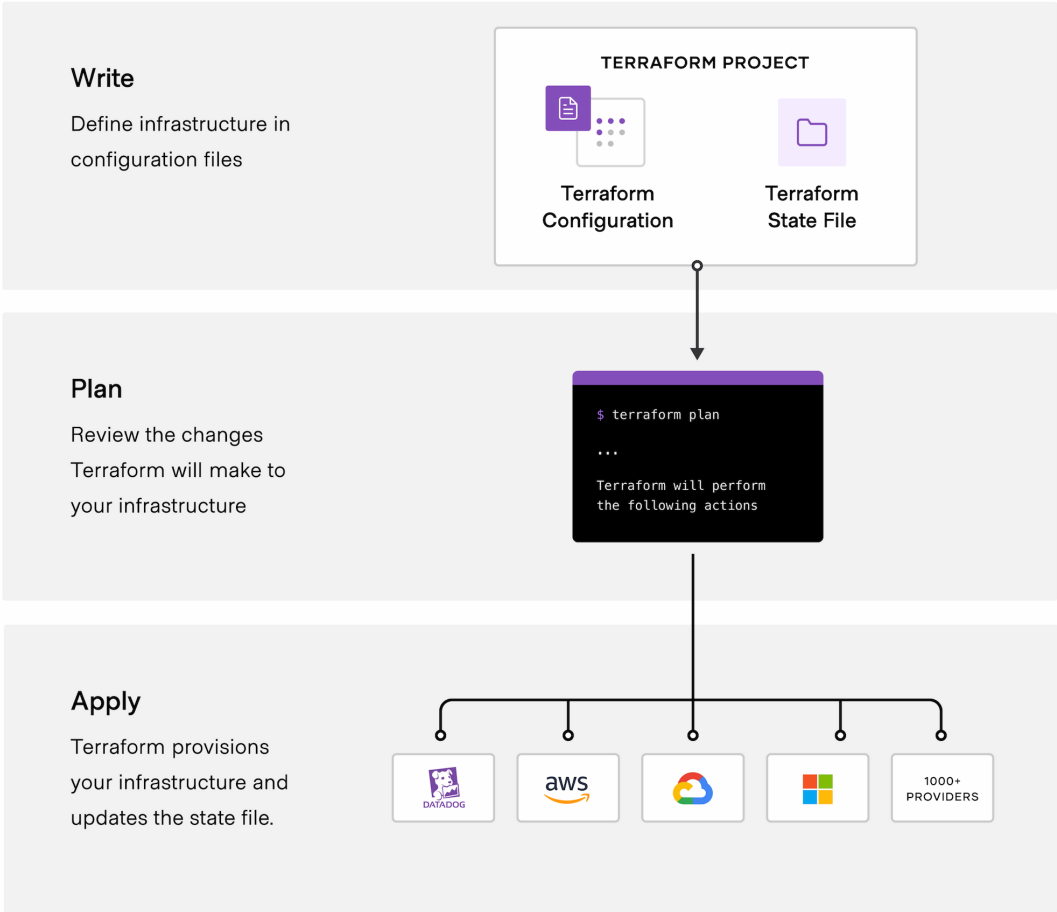 Write
Define infrastructure in
configuration files
TERRAFORM PROJECT
Terraform
Configuration
Terraform
State File
Plan
Review the changes
Terraform will make to
your infrastructure
$ terraform plan
...
Terraform will perform
the following actions
Apply
Terraform provisions
your infrastructure and
updates the state file.
DATADOG
aws
1000+
PROVIDERS